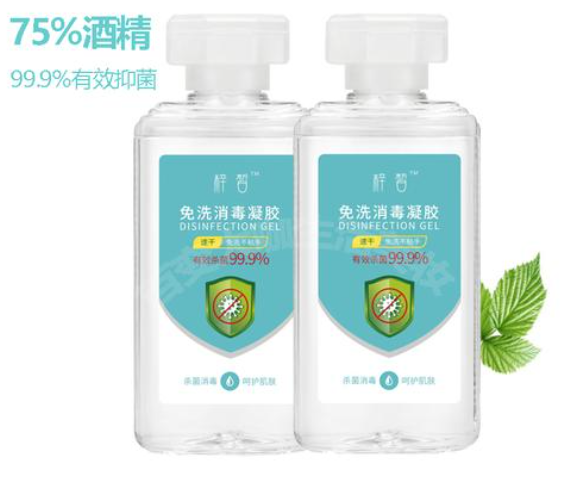 75%酒精
99.9%有效抑菌
梓皙™
免洗消毒凝胶
DISINFECTION GEL
速干 免洗不粘手
有效杀菌99.9%
杀菌消毒 呵护肌肤
梓皙™
免洗消毒凝胶
DISINFECTION GEL
速干 免洗不粘手
有效杀菌99.9%
杀菌消毒 呵护肌肤